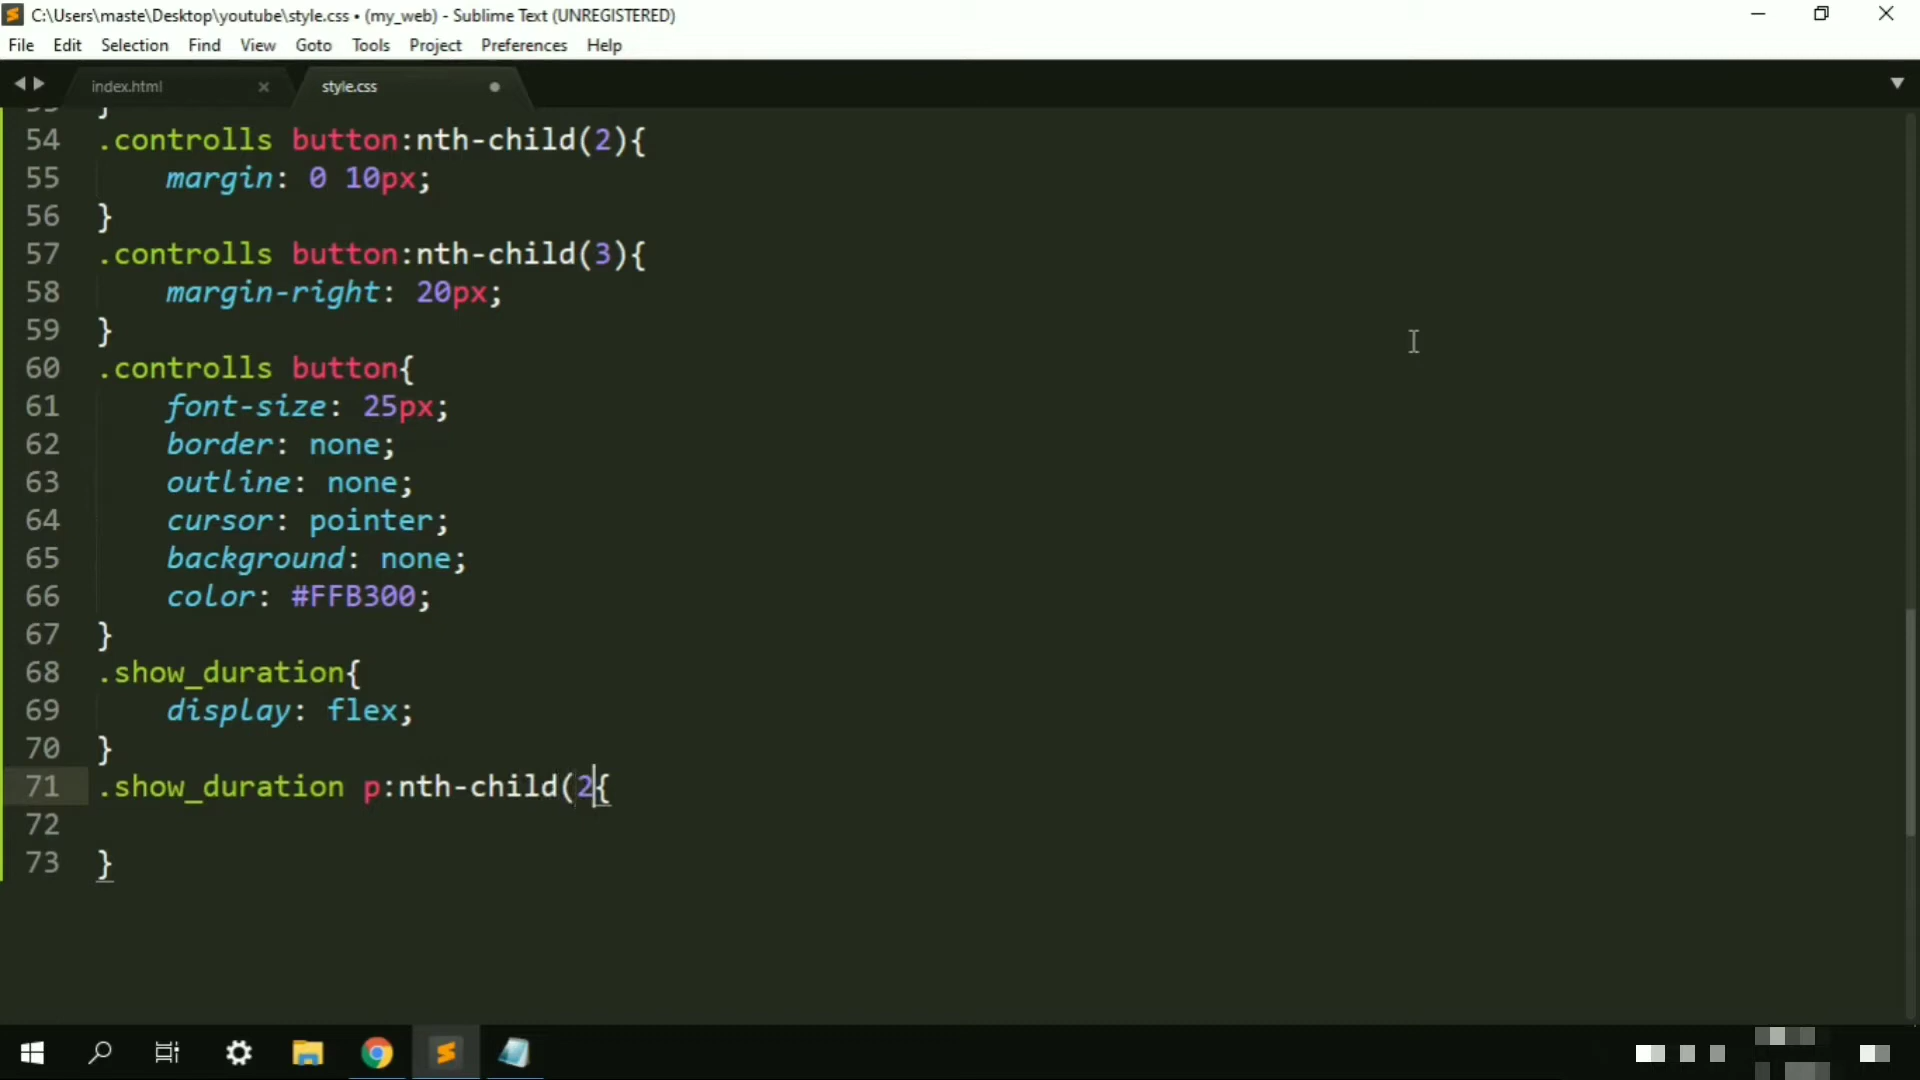 C:\Users\maste\Desktop\youtube\style.css • (my_web) - Sublime Text (UNREGISTERED)
File Edit Selection Find View Goto Tools Project Preferences Help
index.html × style.css
54 .controlls button:nth-child(2){
55 margin: 0 10px;
56 }
57 .controlls button:nth-child(3){
58 margin-right: 20px;
59 }
60 .controlls button{
61 font-size: 25px;
62 border: none;
63 outline: none;
64 cursor: pointer;
65 background: none;
66 color: #FFB300;
67 }
68 .show_duration{
69 display: flex;
70 }
71 .show_duration p:nth-child(2{
72
73 }